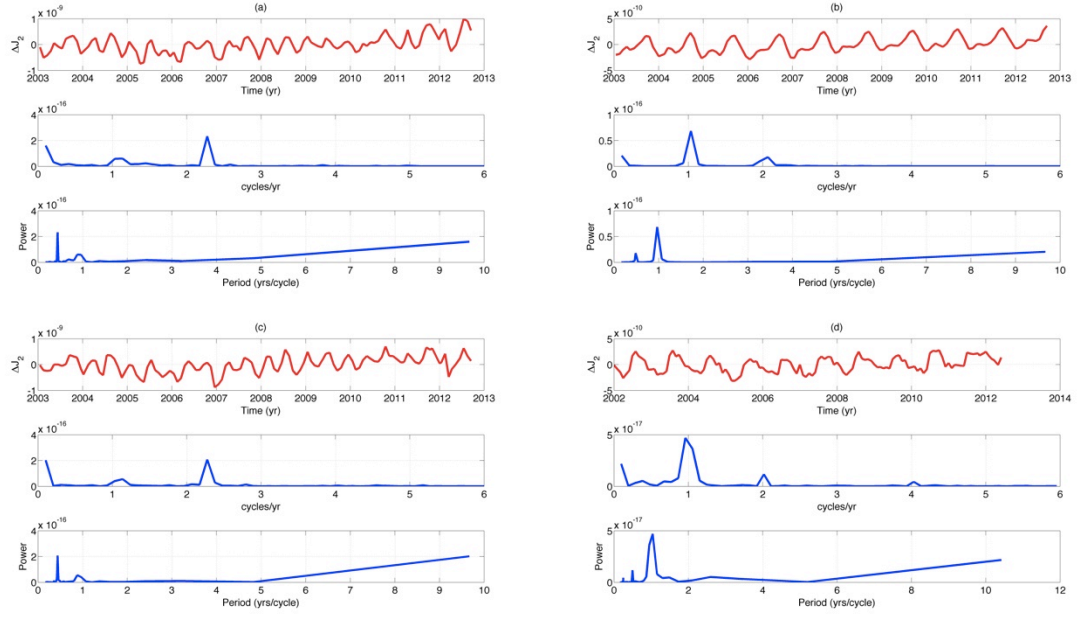 (a)
1 x 10⁻⁹
ΔJ₂
0
-1
2003 2004 2005 2006 2007 2008 2009 2010 2011 2012 2013
Time (yr)
4 x 10⁻¹⁶
2
0
0 1 2 3 4 5 6
cycles/yr
4 x 10⁻¹⁶
Power
2
0
0 1 2 3 4 5 6 7 8 9 10
Period (yrs/cycle)
(b)
5 x 10⁻¹⁰
ΔJ₂
0
-5
2003 2004 2005 2006 2007 2008 2009 2010 2011 2012 2013
Time (yr)
1 x 10⁻¹⁶
0.5
0
0 1 2 3 4 5 6
cycles/yr
1 x 10⁻¹⁶
Power
0.5
0
0 1 2 3 4 5 6 7 8 9 10
Period (yrs/cycle)
(c)
1 x 10⁻⁹
ΔJ₂
0
-1
2003 2004 2005 2006 2007 2008 2009 2010 2011 2012 2013
Time (yr)
4 x 10⁻¹⁶
2
0
0 1 2 3 4 5 6
cycles/yr
4 x 10⁻¹⁶
Power
2
0
0 1 2 3 4 5 6 7 8 9 10
Period (yrs/cycle)
(d)
5 x 10⁻¹⁰
ΔJ₂
0
-5
2002 2004 2006 2008 2010 2012 2014
Time (yr)
5 x 10⁻¹⁷
0
0 1 2 3 4 5 6
cycles/yr
5 x 10⁻¹⁷
Power
0
0 2 4 6 8 10 12
Period (yrs/cycle)